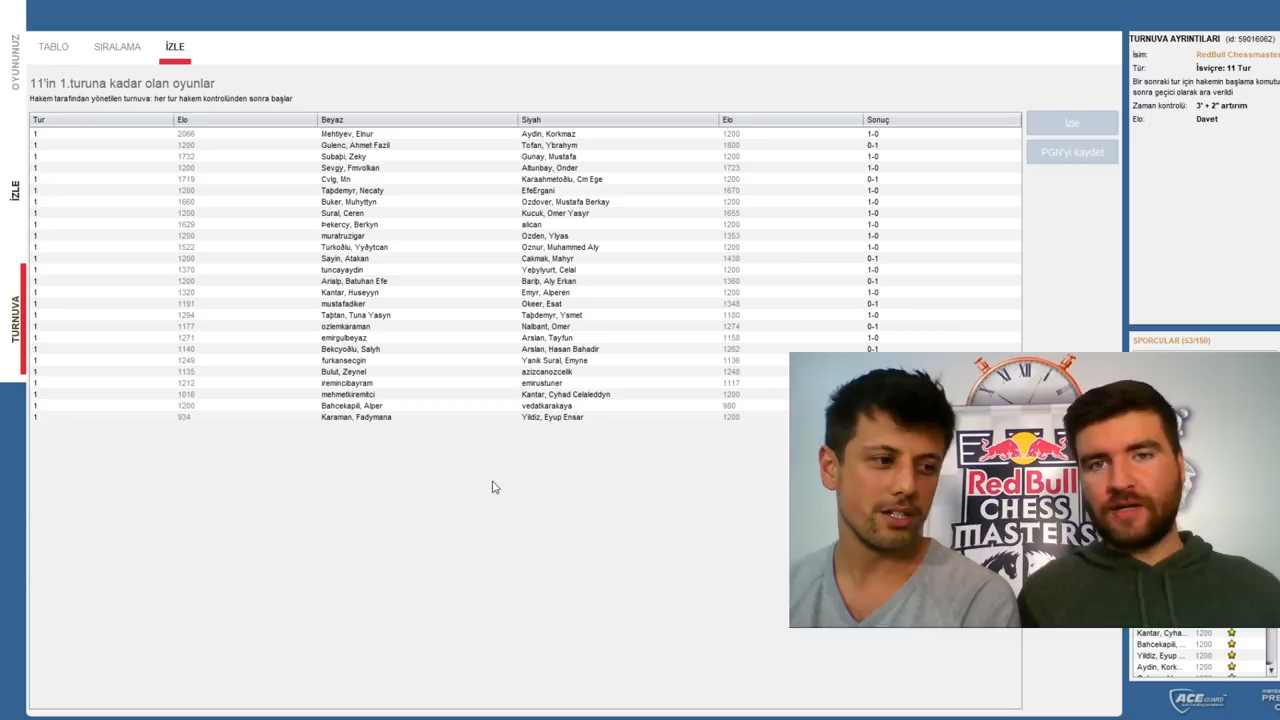 OYUNUNUZ
İZLE
TURNUVA
TABLO SIRALAMA İZLE
11'in 1.turuna kadar olan oyunlar
Hakem tarafından yönetilen turnuva: her tur hakem kontrolünden sonra başlar
Tur Elo Beyaz Siyah Elo Sonuç
1 2066 Mehtiyev, Elnur Aydin, Korkmaz 1200 1-0
1 1200 Gulenc, Ahmet Fazil Tofan, Ybrahym 1800 0-1
1 1732 Subaþi, Zeky Gunay, Mustafa 1200 1-0
1 1200 Sevgy, Fmvolkan Altunbay, Onder 1723 1-0
1 1719 Cvlg, Mn Karaahmetoðlu, Cm Ege 1200 0-1
1 1200 Taþdemyr, Necaty EfeErgani 1670 1-0
1 1660 Buker, Muhyttyn Ozdover, Mustafa Berkay 1200 1-0
1 1200 Sural, Ceren Kucuk, Omer Yasyr 1655 1-0
1 1629 Þekercy, Berkyn alican 1200 1-0
1 1200 muratruzigar Ozden, Ylyas 1353 1-0
1 1522 Turkoðlu, Yyðytcan Oznur, Muhammed Aly 1200 1-0
1 1200 Sayin, Atakan Cakmak, Mahyr 1438 0-1
1 1370 tuncayaydin Yeþylyurt, Celal 1200 1-0
1 1200 Arialp, Batuhan Efe Bariþ, Aly Erkan 1360 0-1
1 1320 Kantar, Huseyyn Emyr, Alperen 1200 1-0
1 1191 mustafadiker Okeer, Esat 1348 0-1
1 1294 Taþtan, Tuna Yasyn Taþdemyr, Ysmet 1180 1-0
1 1177 ozlemkaraman Nalbant, Omer 1274 0-1
1 1271 emirgulbeyaz Arslan, Tayfun 1158 1-0
1 1140 Bekcyoðlu, Salyh Arslan, Hasan Bahadir 1262 0-1
1 1249 furkansecgin Yanik Sural, Emyne 1136
1 1135 Bulut, Zeynel azizcanozcelik 1248
1 1212 iremincibayram emirustuner 1117
1 1016 mehmetkiremitci Kantar, Cyhad Celaleddyn 1200
1 1200 Bahcekapili, Alper vedatkarakaya 980
1 934 Karaman, Fadymana Yildiz, Eyup Ensar 1200
İzle
PGN'yi kaydet
TURNUVA AYRINTILARI (id: 59016062)
İsim: RedBull Chessmaste
Tür: İsviçre: 11 Tur
Bir sonraki tur için hakemin başlama komutu
sonra geçici olarak ara verildi
Zaman kontrolü: 3' + 2" artırım
Elo: Davet
SPORCULAR (53/150)
Red Bull
CHESS
MASTERS
Kantar, Cyha... 1200
Bahcekapili, ... 1200
Yildiz, Eyup ... 1200
Aydin, Kork... 1200
ACE GUARD